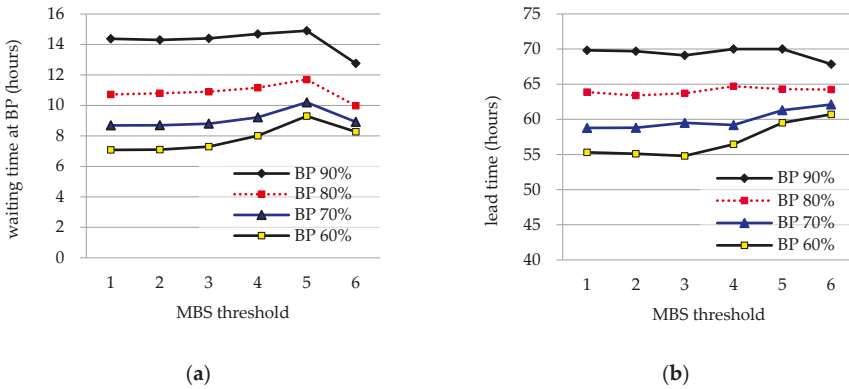 waiting time at BP (hours)
16
14
12
10
8
6
4
2
0
BP 90%
BP 80%
BP 70%
BP 60%
1 2 3 4 5 6
MBS threshold
(a)
lead time (hours)
75
70
65
60
55
50
45
40
BP 90%
BP 80%
BP 70%
BP 60%
1 2 3 4 5 6
MBS threshold
(b)